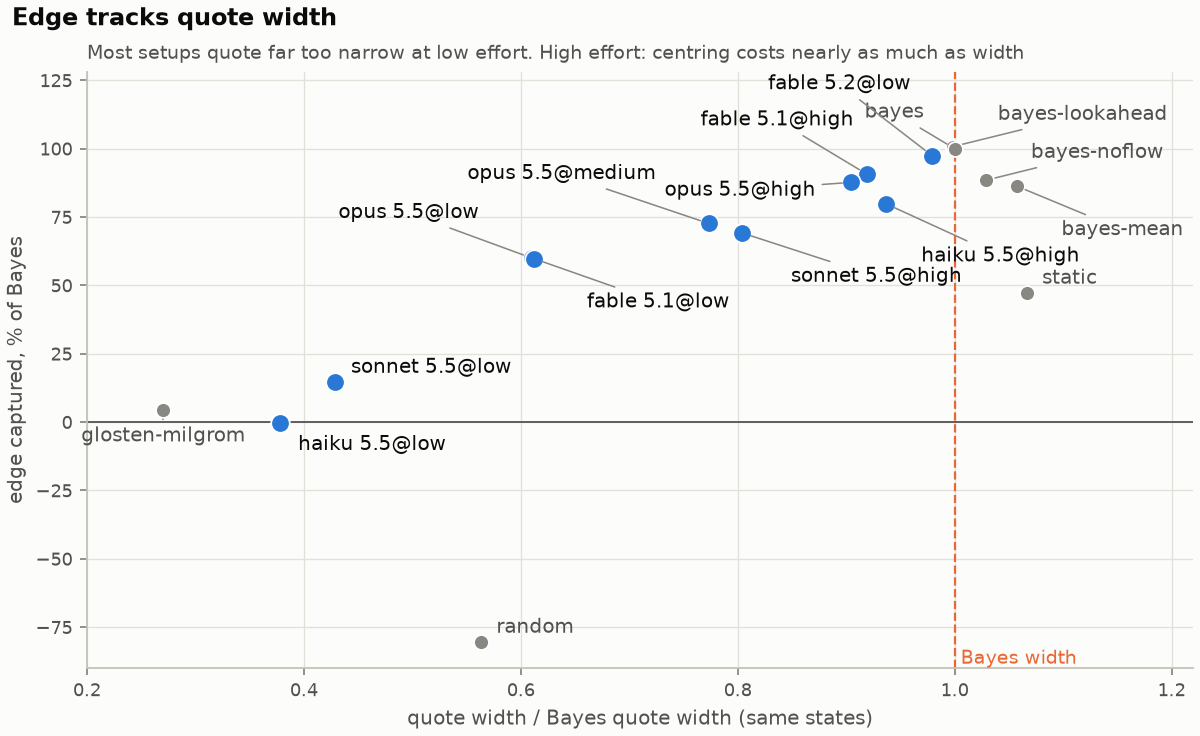 Edge tracks quote width
Most setups quote far too narrow at low effort. High effort: centring costs nearly as much as width
edge captured, % of Bayes
125
100
75
50
25
0
−25
−50
−75
fable 5.2@low
bayes
bayes-lookahead
fable 5.1@high
bayes-noflow
opus 5.5@medium
opus 5.5@high
opus 5.5@low
bayes-mean
haiku 5.5@high
sonnet 5.5@high
static
fable 5.1@low
sonnet 5.5@low
glosten-milgrom
haiku 5.5@low
random
Bayes width
0.2
0.4
0.6
0.8
1.0
1.2
quote width / Bayes quote width (same states)